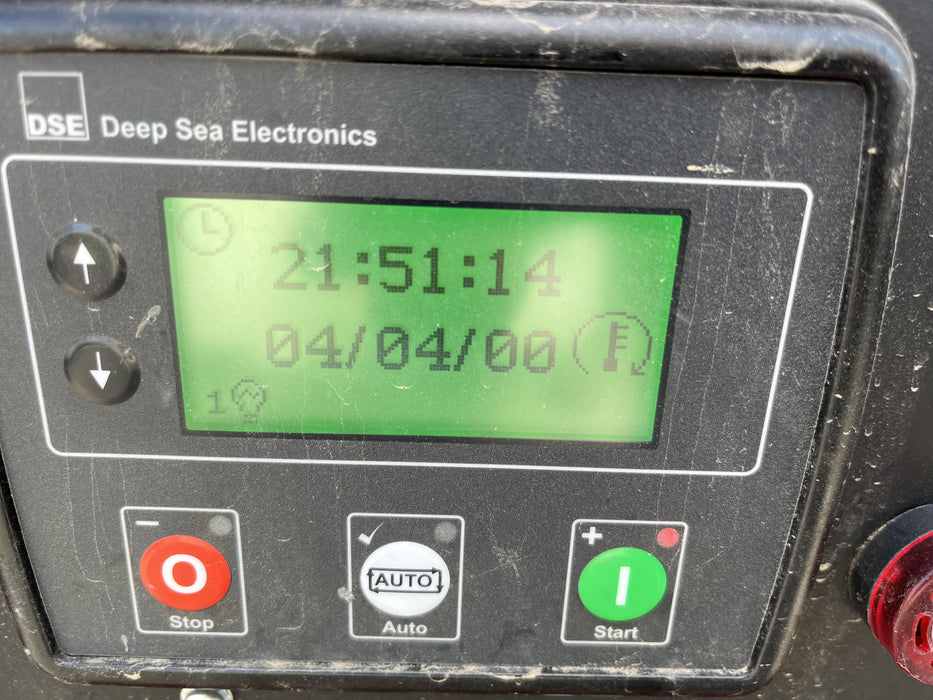 DSE Deep Sea Electronics
21:51:14
04/04/00
1
O
AUTO
I
Stop
Auto
Start